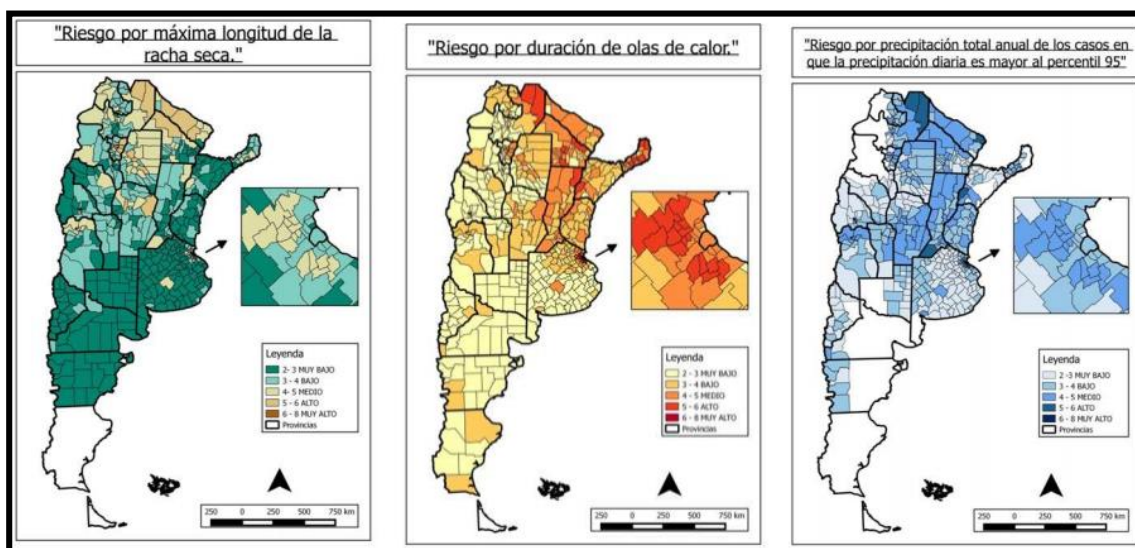 "Riesgo por máxima longitud de la
racha seca."
Leyenda
2- 3 MUY BAJO
3 - 4 BAJO
4- 5 MEDIO
5 - 6 ALTO
6 - 8 MUY ALTO
Provincias
250 0 250 500 750 km
"Riesgo por duración de olas de calor."
Leyenda
2 - 3 MUY BAJO
3 - 4 BAJO
4 - 5 MEDIO
5 - 6 ALTO
6 - 8 MUY ALTO
Provincias
250 0 250 500 750 km
"Riesgo por precipitación total anual de los casos en
que la precipitación diaria es mayor al percentil 95"
Leyenda
2 -3 MUY BAJO
3 - 4 BAJO
4 - 5 MEDIO
5 - 6 ALTO
6 - 8 MUY ALTO
Provincias
250 0 250 500 750 km